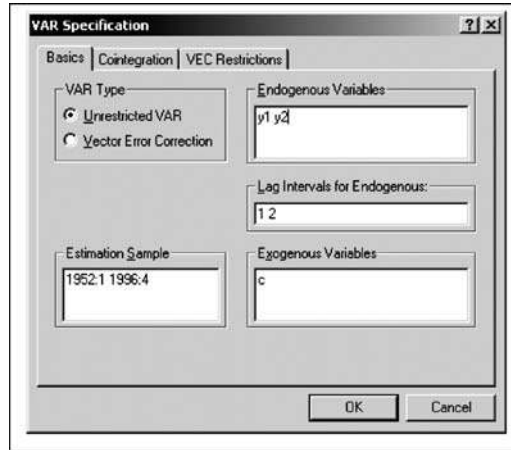 VAR Specification
Basics
Cointegration
VEC Restrictions
VAR Type
Unrestricted VAR
Vector Error Correction
Endogenous Variables
y1 y2
Lag Intervals for Endogenous:
1 2
Estimation Sample
1952:1 1996:4
Exogenous Variables
c
OK
Cancel